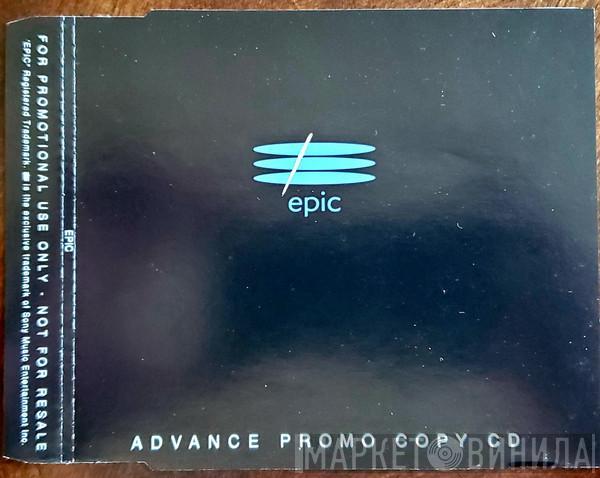 FOR PROMOTIONAL USE ONLY · NOT FOR RESALE
'EPIC' Registered Trademark. is the exclusive trademark of Sony Music Entertainment Inc.
EPIC
epic
ADVANCE PROMO COPY CD
МАРКЕТ ВИНИЛА